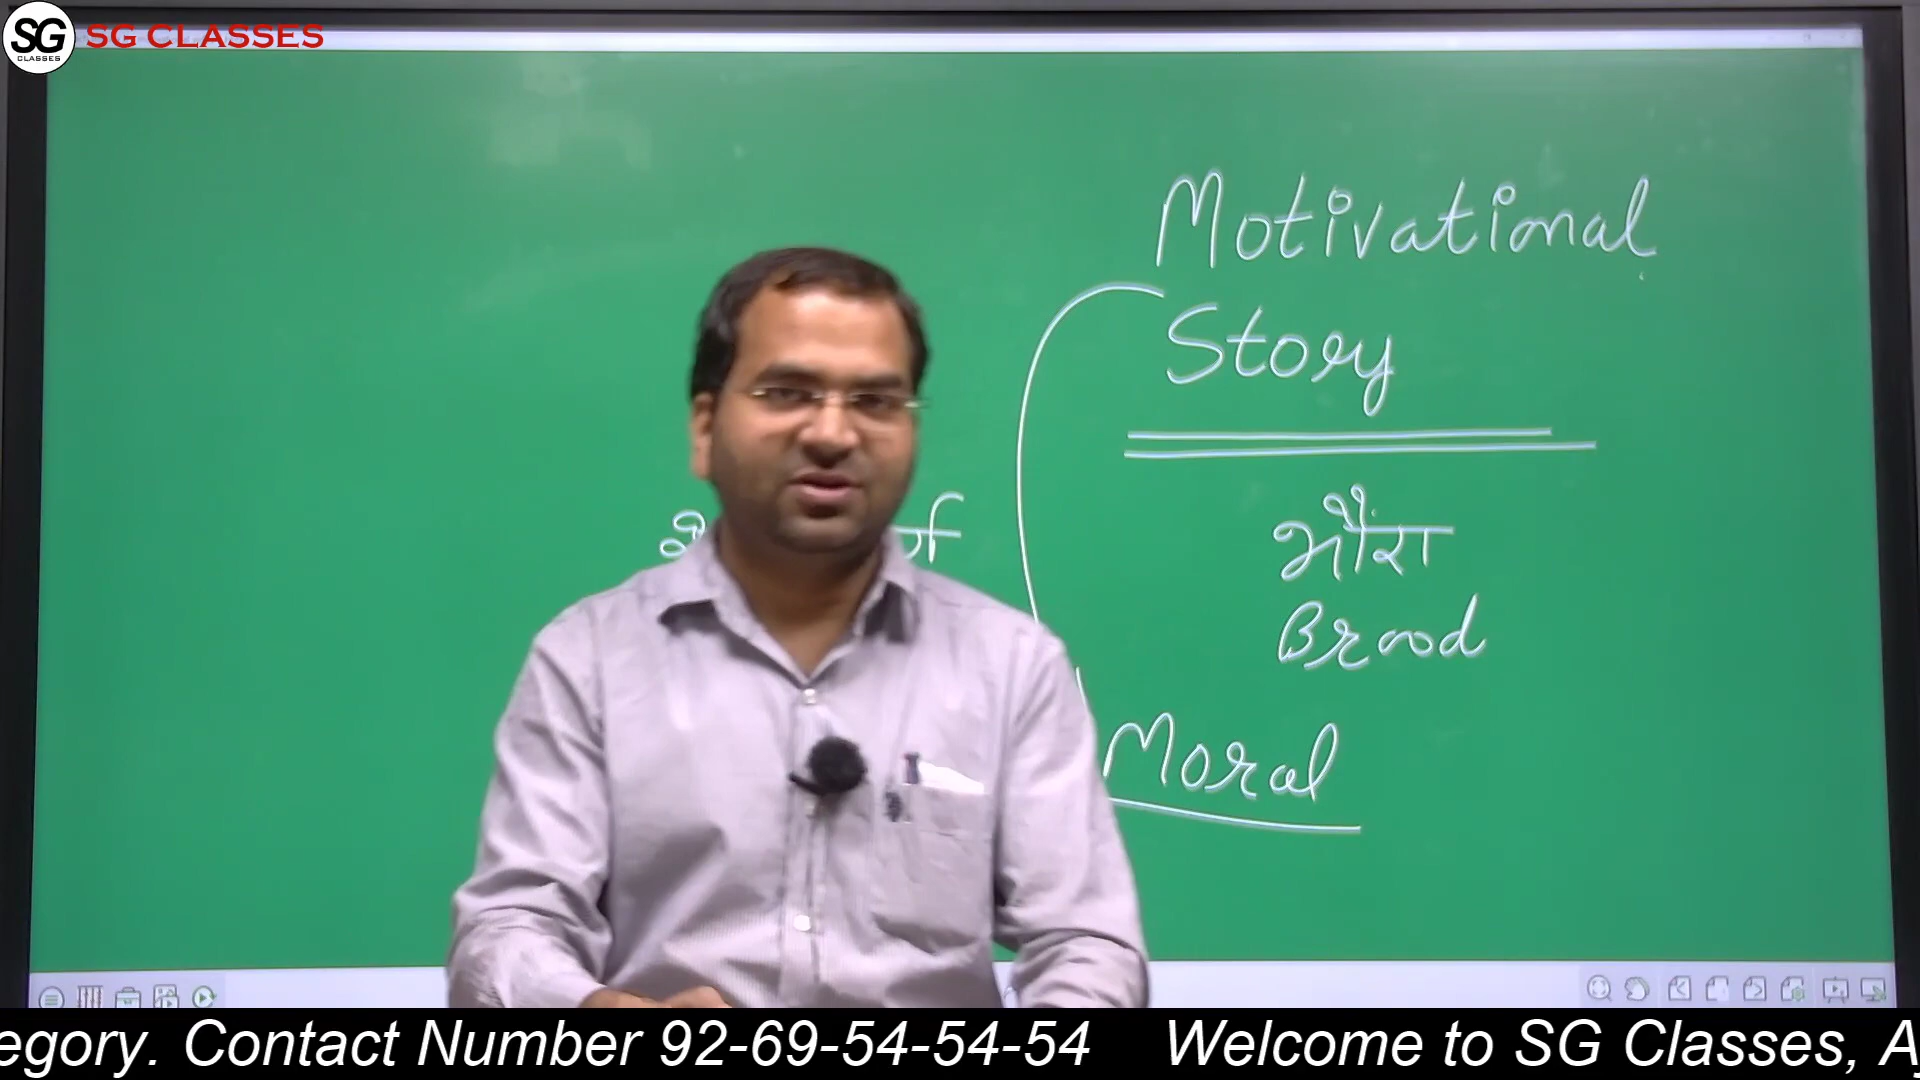 SG CLASSES
SG CLASSES
Motivational
Story
भौंरा
Brood
Moral
egory. Contact Number 92-69-54-54-54 Welcome to SG Classes, A